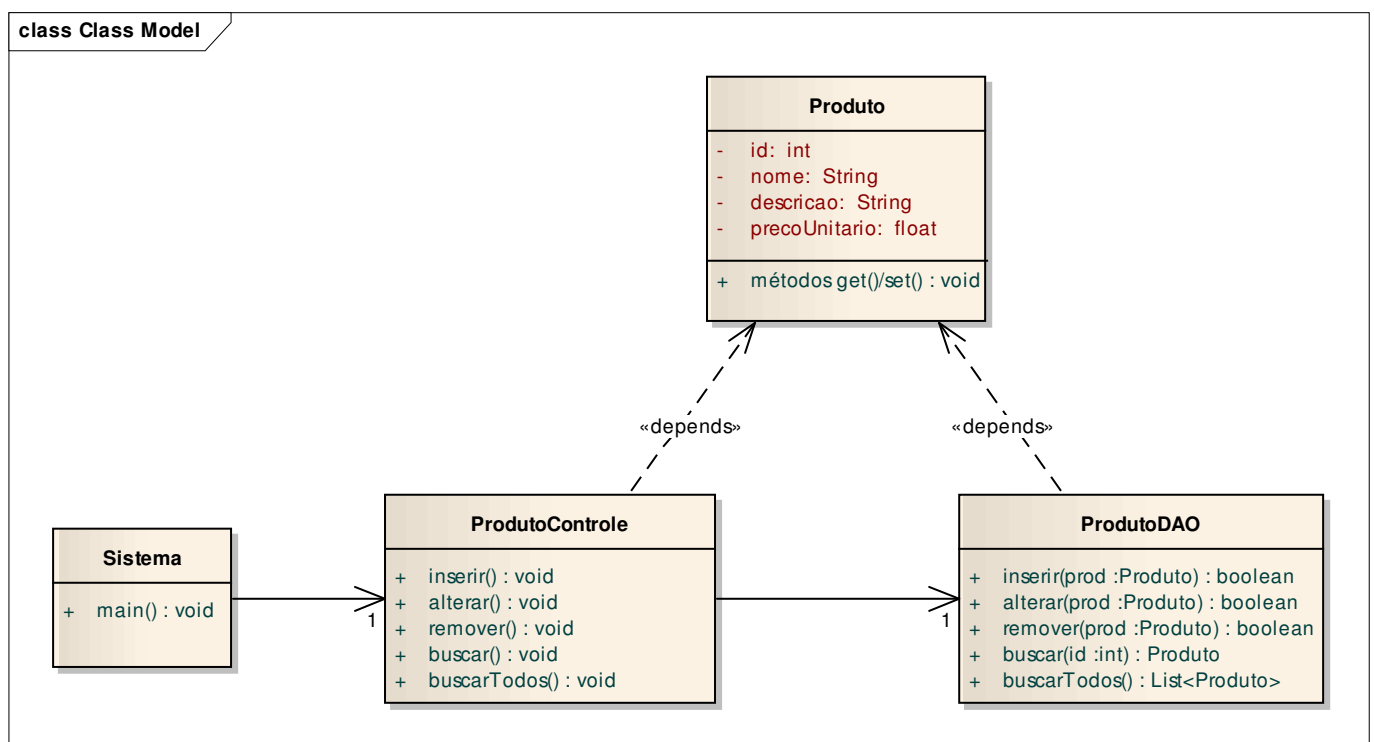 class Class Model
Produto
- id: int
- nome: String
- descricao: String
- precoUnitario: float
+ métodos get()/set() : void
«depends»
«depends»
Sistema
+ main() : void
1
ProdutoControle
+ inserir() : void
+ alterar() : void
+ remover() : void
+ buscar() : void
+ buscarTodos() : void
1
ProdutoDAO
+ inserir(prod :Produto) : boolean
+ alterar(prod :Produto) : boolean
+ remover(prod :Produto) : boolean
+ buscar(id :int) : Produto
+ buscarTodos() : List<Produto>